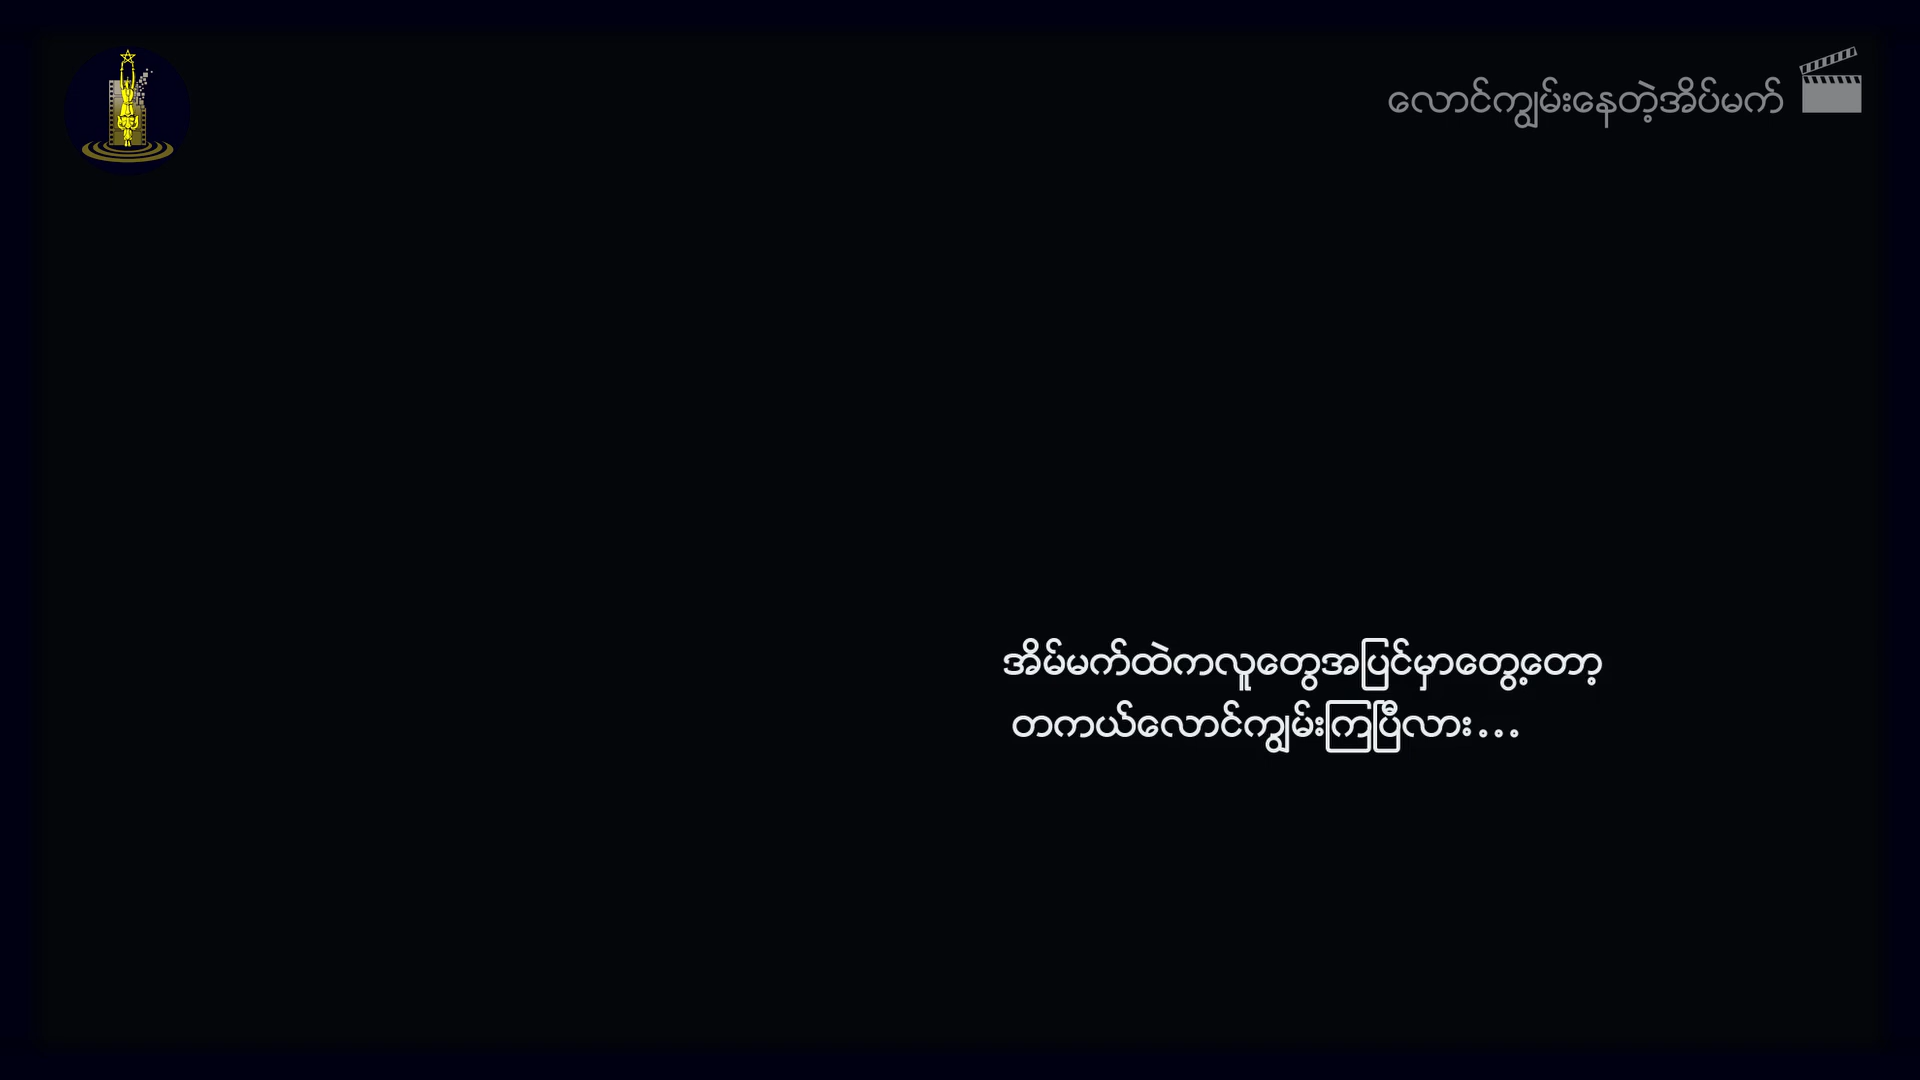 လောင်ကျွမ်းနေတဲ့အိပ်မက်
အိမ်မက်ထဲကလူတွေအပြင်မှာတွေ့တော့
တကယ်လောင်ကျွမ်းကြပြီလား...